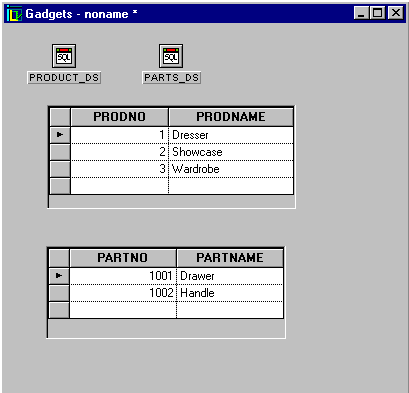 Gadgets - noname *
SQL SQL
PRODUCT_DS PARTS_DS
PRODNO PRODNAME
1 Dresser
2 Showcase
3 Wardrobe
PARTNO PARTNAME
1001 Drawer
1002 Handle